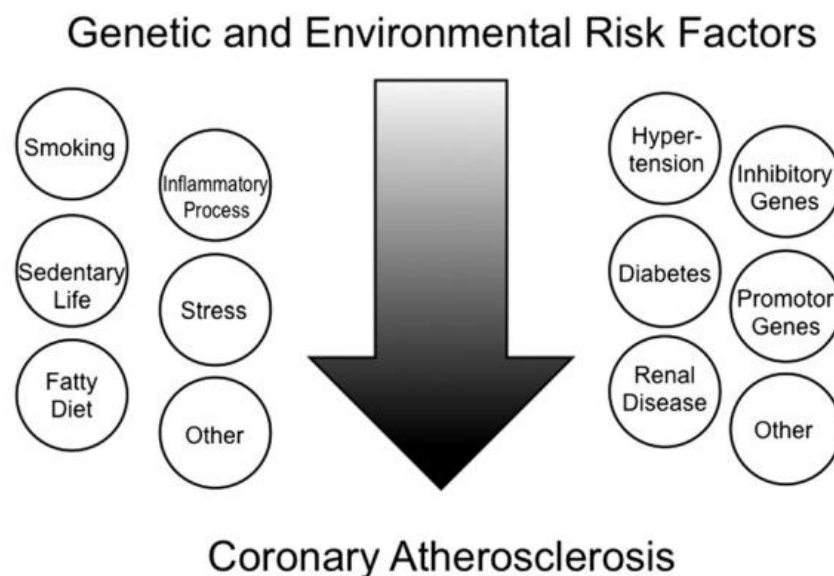 Genetic and Environmental Risk Factors
Smoking
Inflammatory
Process
Sedentary
Life
Stress
Fatty
Diet
Other
Hyper-
tension
Inhibitory
Genes
Diabetes
Promotor
Genes
Renal
Disease
Other
Coronary Atherosclerosis